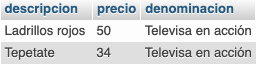 descripcion precio denominacion
Ladrillos rojos 50 Televisa en acción
Tepetate 34 Televisa en acción